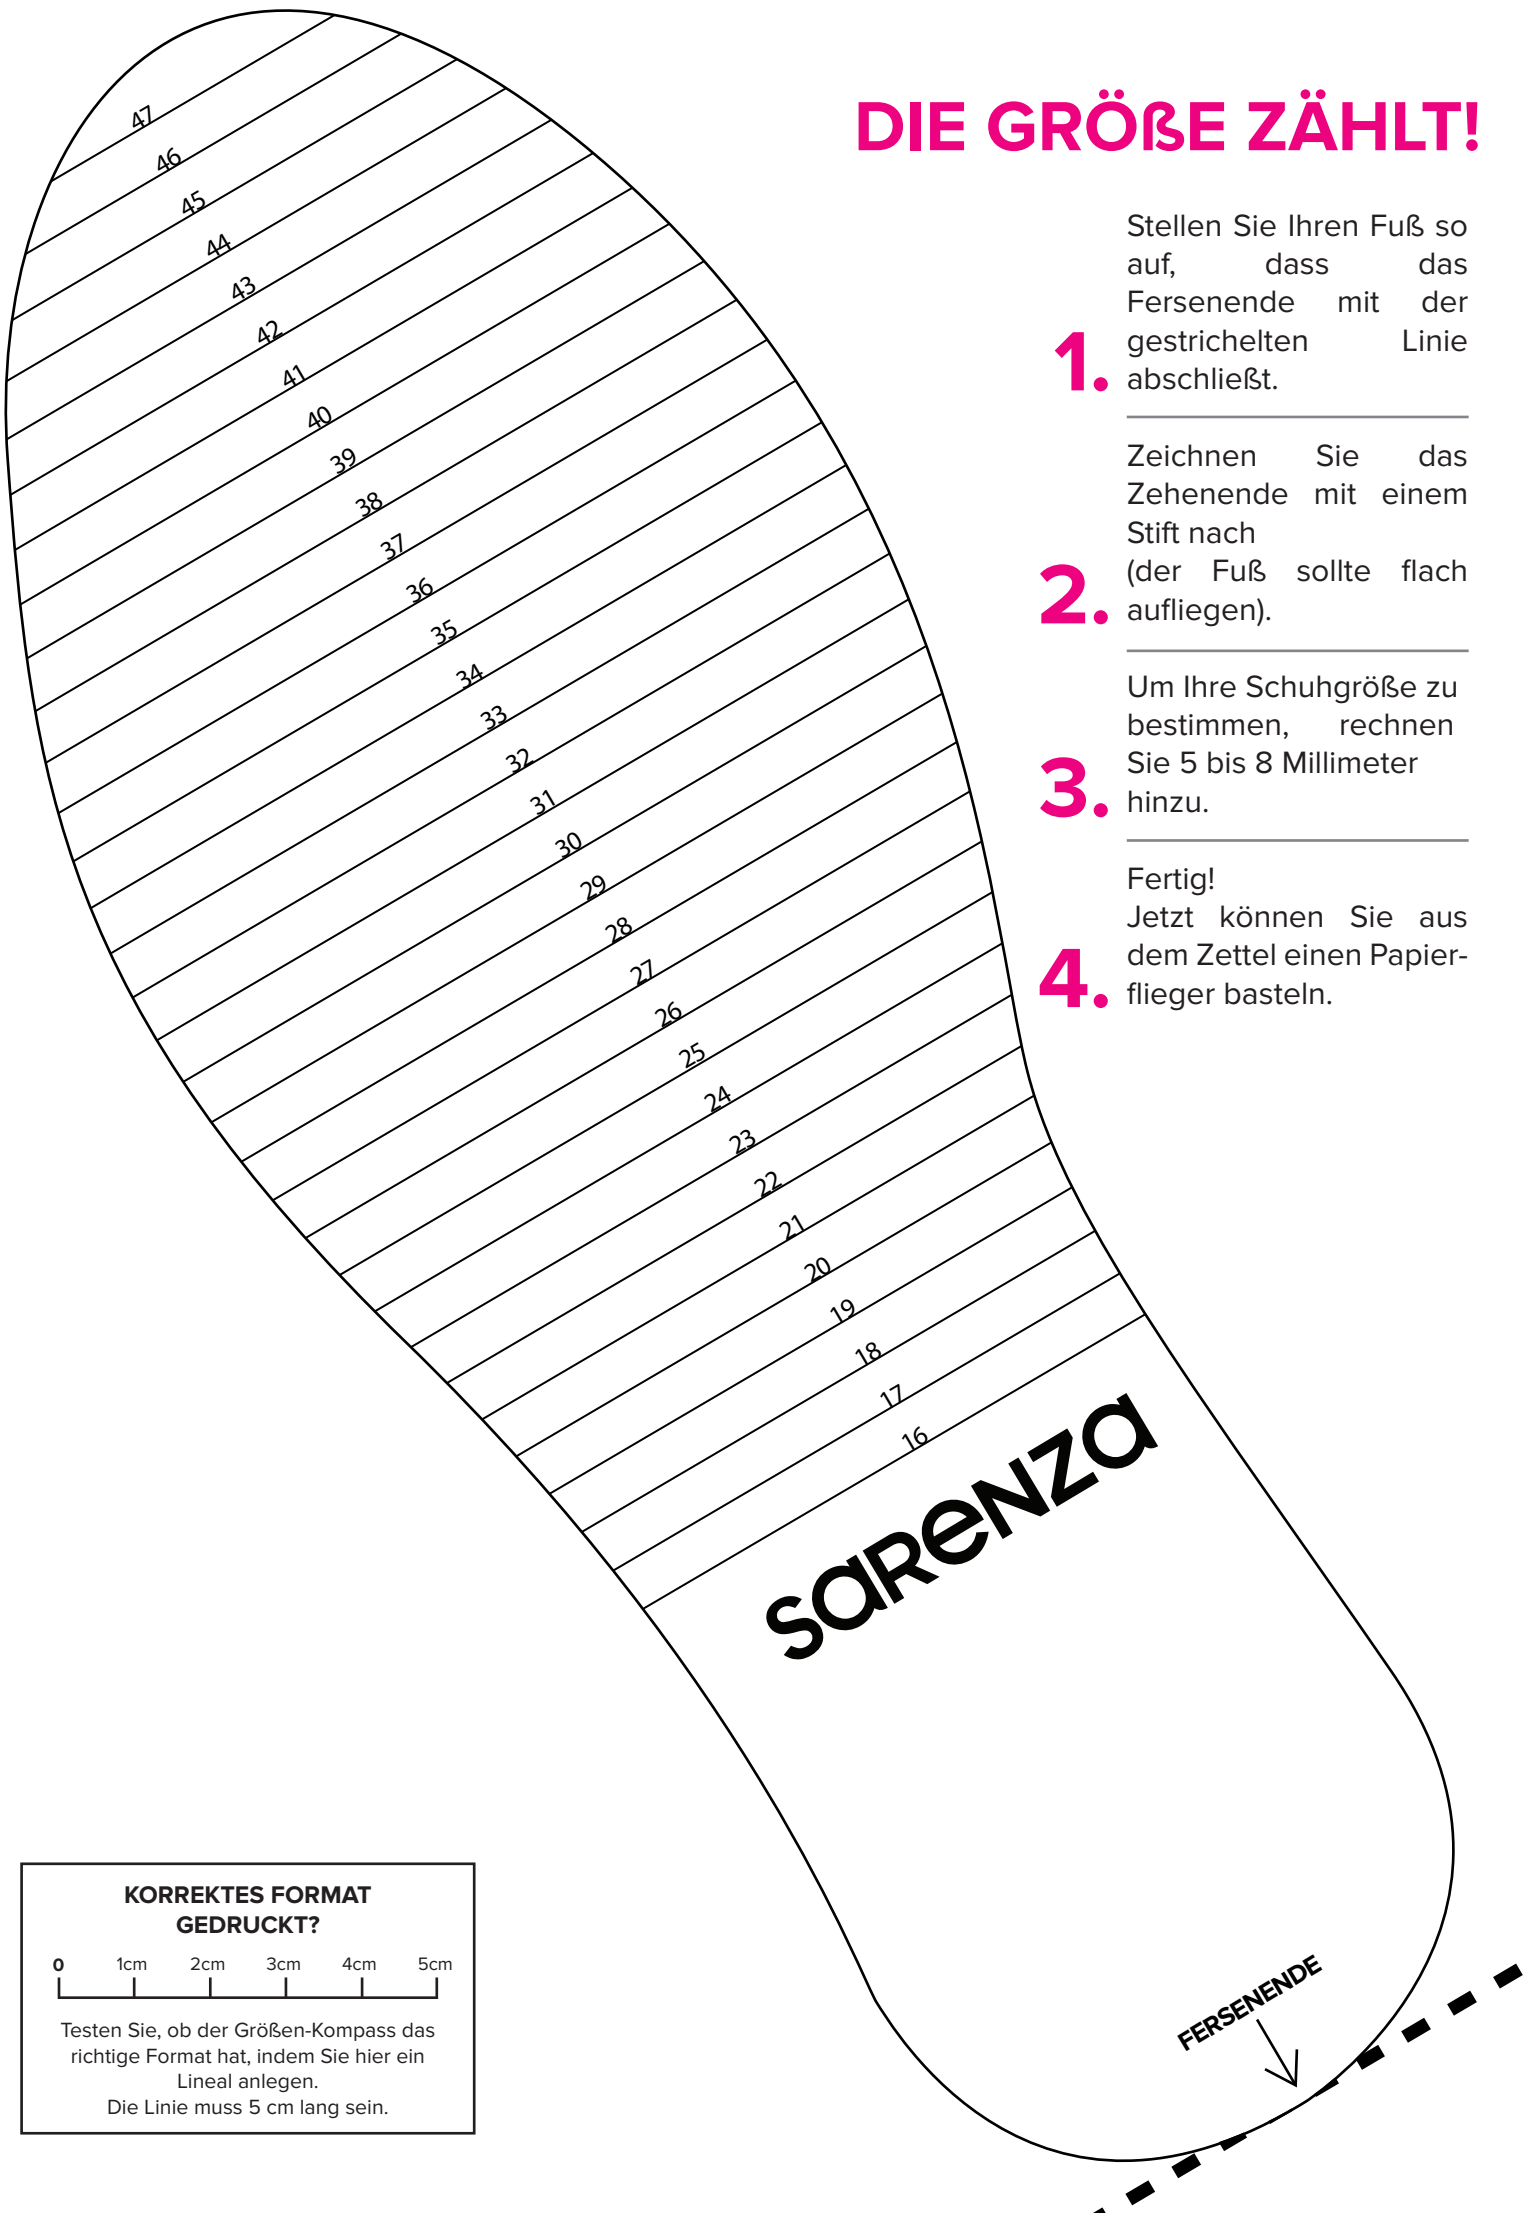 DIE GRÖßE ZÄHLT!
1.
Stellen Sie Ihren Fuß so
auf, dass das
Fersenende mit der
gestrichelten Linie
abschließt.
2.
Zeichnen Sie das
Zehenende mit einem
Stift nach
(der Fuß sollte flach
aufliegen).
3.
Um Ihre Schuhgröße zu
bestimmen, rechnen
Sie 5 bis 8 Millimeter
hinzu.
4.
Fertig!
Jetzt können Sie aus
dem Zettel einen Papier-
flieger basteln.
47
46
45
44
43
42
41
40
39
38
37
36
35
34
33
32
31
30
29
28
27
26
25
24
23
22
21
20
19
18
17
16
saReNza
FERSENENDE
KORREKTES FORMAT
GEDRUCKT?
0 1cm 2cm 3cm 4cm 5cm
Testen Sie, ob der Größen-Kompass das
richtige Format hat, indem Sie hier ein
Lineal anlegen.
Die Linie muss 5 cm lang sein.